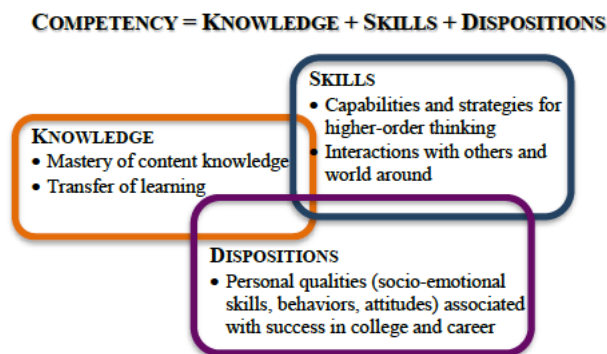 COMPETENCY = KNOWLEDGE + SKILLS + DISPOSITIONS
SKILLS
• Capabilities and strategies for
higher-order thinking
• Interactions with others and
world around
KNOWLEDGE
• Mastery of content knowledge
• Transfer of learning
DISPOSITIONS
• Personal qualities (socio-emotional
skills, behaviors, attitudes) associated
with success in college and career